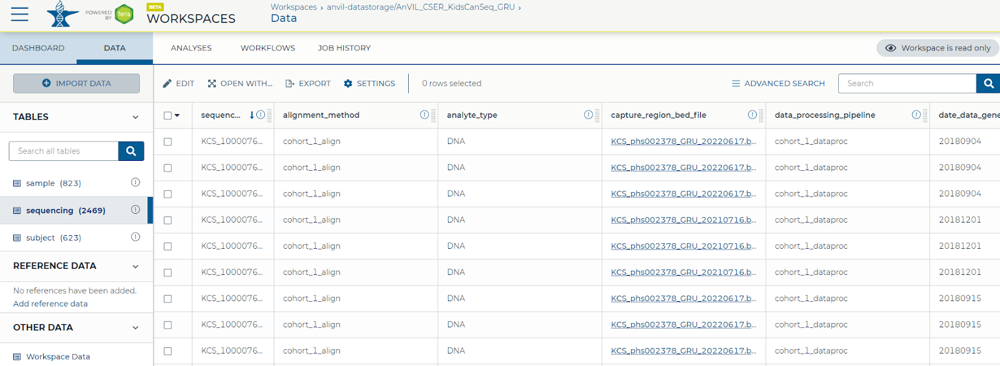 POWERED
BY
Terra
BETA
WORKSPACES
Workspaces › anvil-datastorage/AnVIL_CSER_KidsCanSeq_GRU ›
Data
DASHBOARD DATA ANALYSES WORKFLOWS JOB HISTORY Workspace is read only
IMPORT DATA EDIT OPEN WITH... EXPORT SETTINGS 0 rows selected ADVANCED SEARCH Search
TABLES
Search all tables
sample (823)
sequencing (2469)
subject (623)
REFERENCE DATA
No references have been added.
Add reference data
OTHER DATA
Workspace Data
sequenc... alignment_method analyte_type capture_region_bed_file data_processing_pipeline date_data_gene
KCS_1000076... cohort_1_align DNA KCS_phs002378_GRU_20220617.b... cohort_1_dataproc 20180904
KCS_1000076... cohort_1_align DNA KCS_phs002378_GRU_20220617.b... cohort_1_dataproc 20180904
KCS_1000076... cohort_1_align DNA KCS_phs002378_GRU_20220617.b... cohort_1_dataproc 20180904
KCS_1000076... cohort_1_align DNA KCS_phs002378_GRU_20210716.b... cohort_1_dataproc 20181201
KCS_1000076... cohort_1_align DNA KCS_phs002378_GRU_20210716.b... cohort_1_dataproc 20181201
KCS_1000076... cohort_1_align DNA KCS_phs002378_GRU_20210716.b... cohort_1_dataproc 20181201
KCS_1000076... cohort_1_align DNA KCS_phs002378_GRU_20220617.b... cohort_1_dataproc 20180915
KCS_1000076... cohort_1_align DNA KCS_phs002378_GRU_20220617.b... cohort_1_dataproc 20180915
KCS_1000076... cohort_1_align DNA KCS_phs002378_GRU_20220617.b... cohort_1_dataproc 20180915